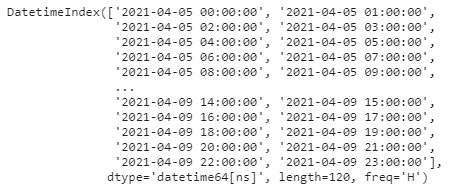 DatetimeIndex(['2021-04-05 00:00:00', '2021-04-05 01:00:00',
'2021-04-05 02:00:00', '2021-04-05 03:00:00',
'2021-04-05 04:00:00', '2021-04-05 05:00:00',
'2021-04-05 06:00:00', '2021-04-05 07:00:00',
'2021-04-05 08:00:00', '2021-04-05 09:00:00',
...
'2021-04-09 14:00:00', '2021-04-09 15:00:00',
'2021-04-09 16:00:00', '2021-04-09 17:00:00',
'2021-04-09 18:00:00', '2021-04-09 19:00:00',
'2021-04-09 20:00:00', '2021-04-09 21:00:00',
'2021-04-09 22:00:00', '2021-04-09 23:00:00'],
dtype='datetime64[ns]', length=120, freq='H')